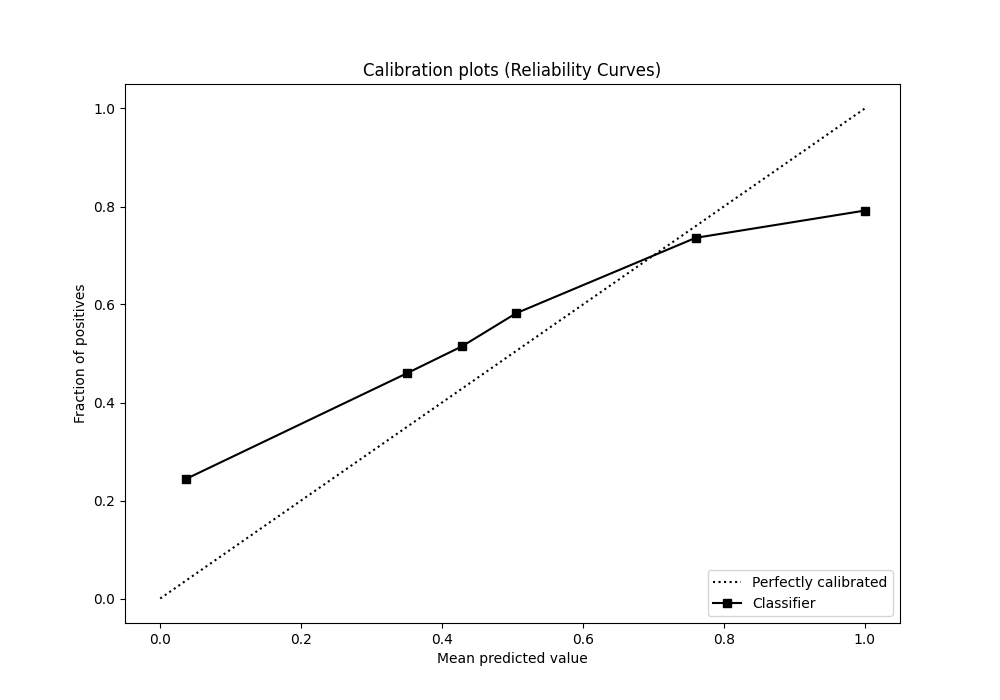 Calibration plots (Reliability Curves)
1.0
0.8
0.6
0.4
0.2
0.0
Fraction of positives
0.0 0.2 0.4 0.6 0.8 1.0
Mean predicted value
Perfectly calibrated
Classifier